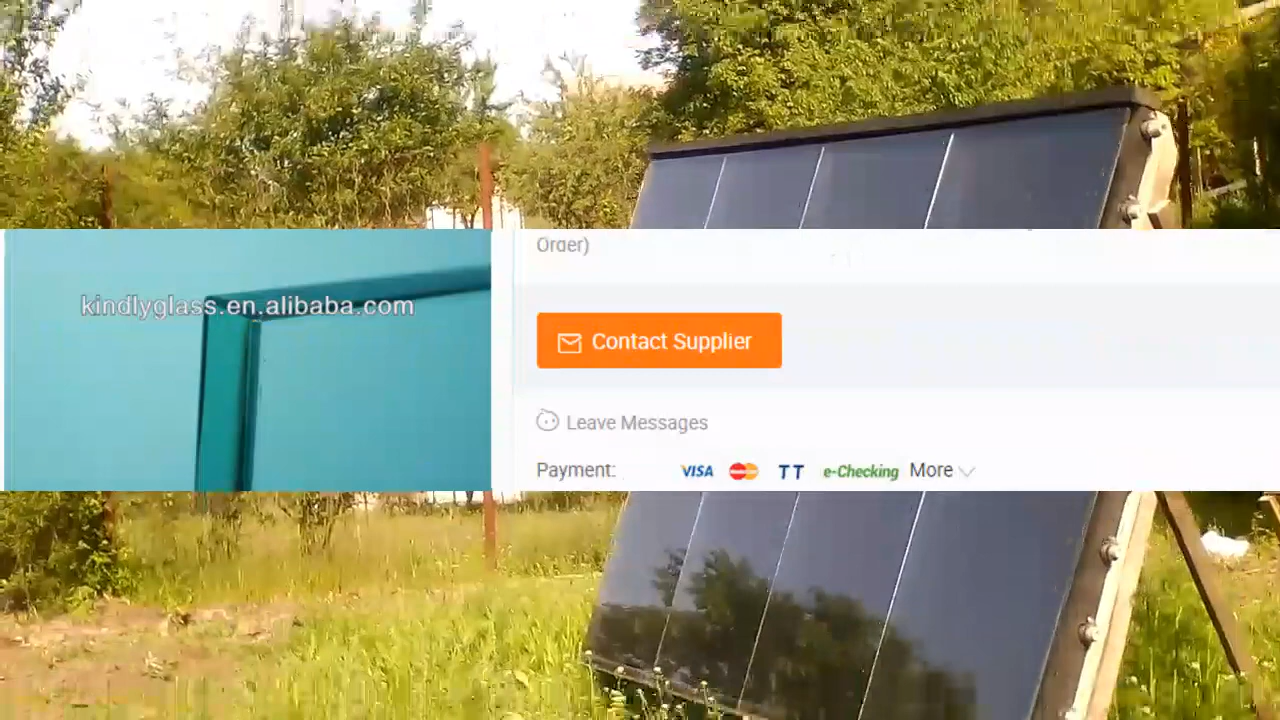 Order)
kindlyglass.en.alibaba.com
Contact Supplier
Leave Messages
Payment: VISA TT e-Checking More